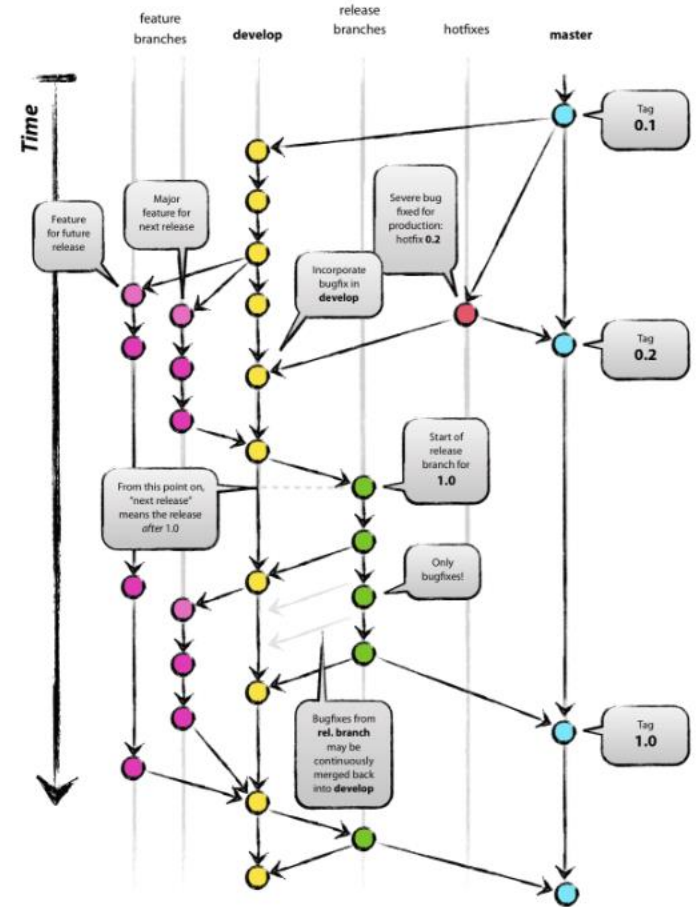 feature
branches
develop
release
branches
hotfixes
master
Time
Tag
0.1
Major
feature for
next release
Severe bug
fixed for
production:
hotfix 0.2
Feature
for future
release
Incorporate
bugfix in
develop
Tag
0.2
Start of
release
branch for
1.0
From this point on,
“next release”
means the release
after 1.0
Only
bugfixes!
Bugfixes from
rel. branch
may be
continuously
merged back
into develop
Tag
1.0